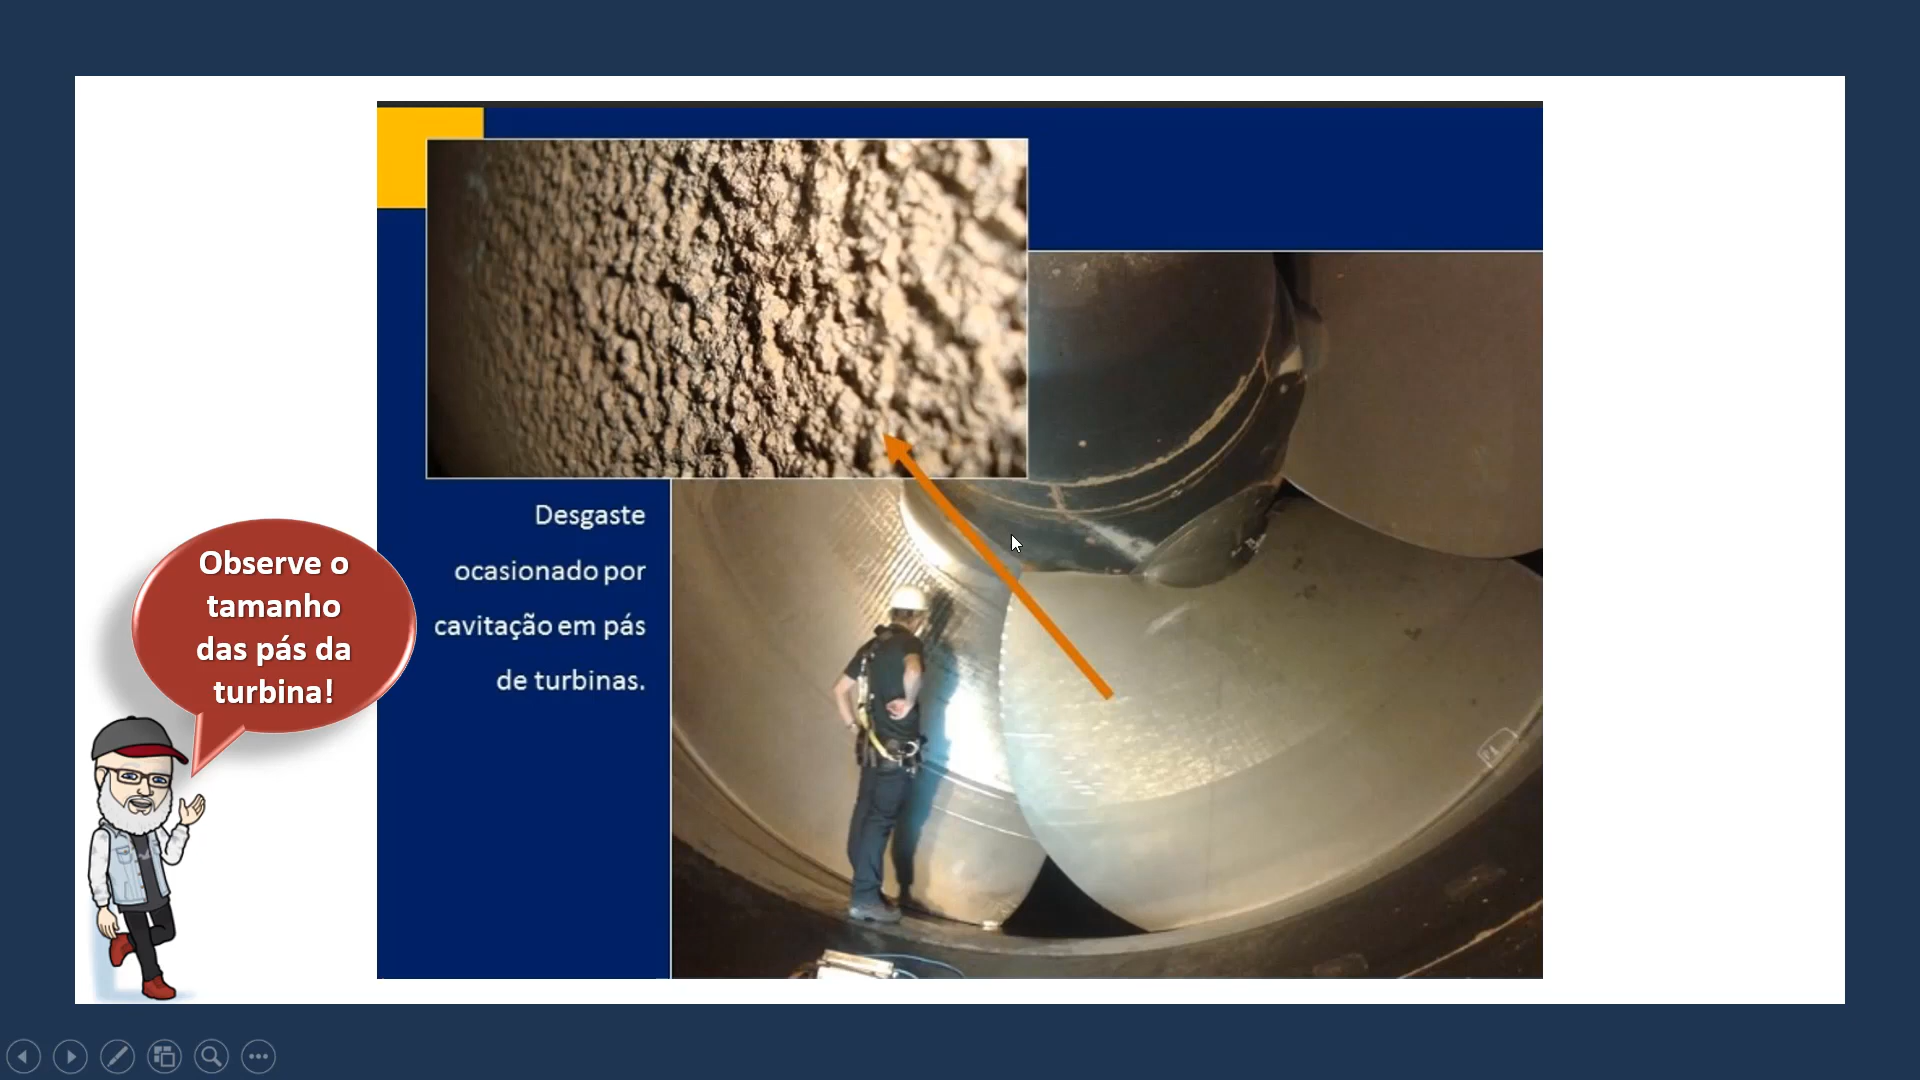 Desgaste
ocasionado por
cavitação em pás
de turbinas.
Observe o
tamanho
das pás da
turbina!